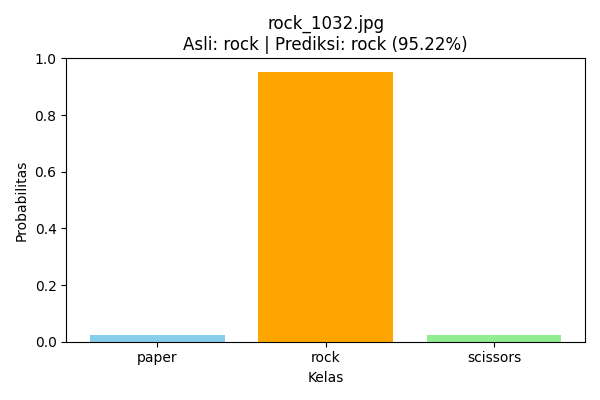 rock_1032.jpg
Asli: rock | Prediksi: rock (95.22%)
1.0
0.8
0.6
0.4
0.2
0.0
Probabilitas
paper
rock
scissors
Kelas